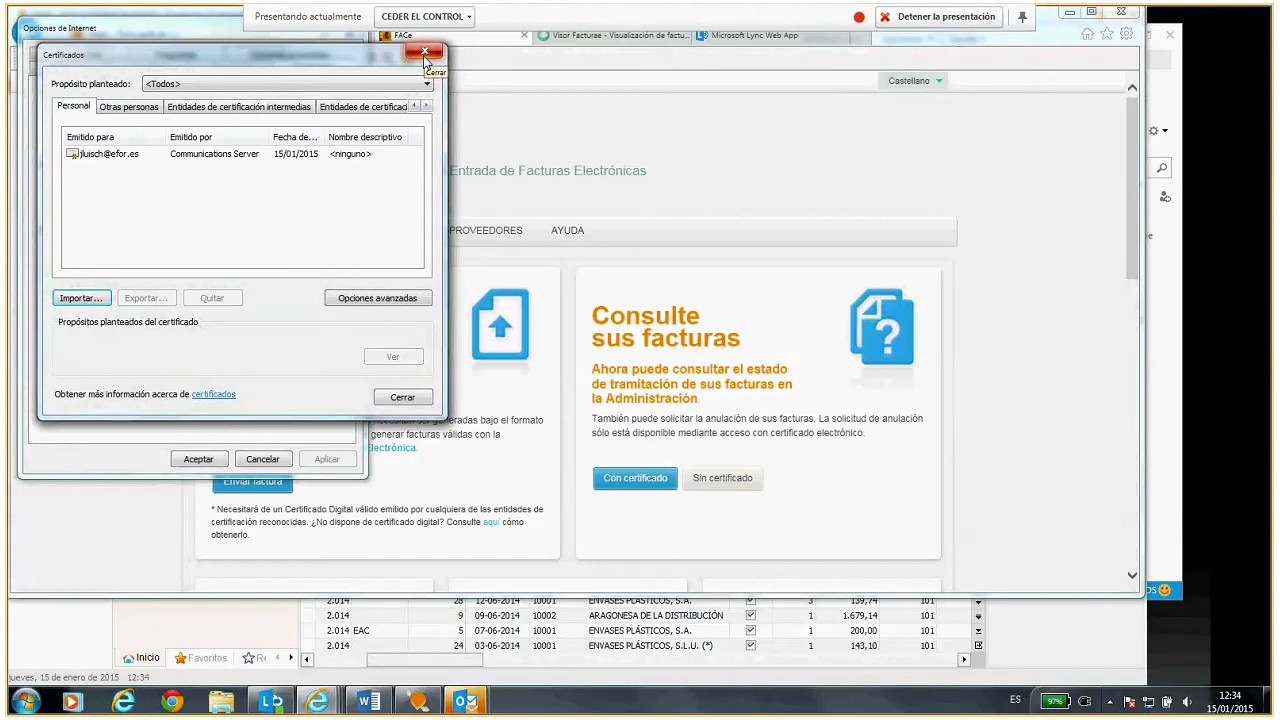 Presentando actualmente
CEDER EL CONTROL
Detener la presentación
Opciones de Internet
FACe
Visor Facturae - Visualización de factu...
Microsoft Lync Web App
Certificados
Cerrar
Propósito planteado:
<Todos>
Castellano
Personal
Otras personas
Entidades de certificación intermedias
Entidades de certificac
Emitido para
Emitido por
Fecha de...
Nombre descriptivo
jluisch@efor.es
Communications Server
15/01/2015
<ninguno>
Entrada de Facturas Electrónicas
PROVEEDORES
AYUDA
Importar...
Exportar...
Quitar
Opciones avanzadas
Propósitos planteados del certificado
Ver
Obtener más información acerca de certificados
Cerrar
Aceptar
Cancelar
Aplicar
bajo el formato
generar facturas válidas con la
Electrónica.
Enviar factura
* Necesitará de un Certificado Digital válido emitido por cualquiera de las entidades de
certificación reconocidas. ¿No dispone de certificado digital? Consulte aquí cómo
obtenerlo.
Consulte
sus facturas
Ahora puede consultar el estado
de tramitación de sus facturas en
la Administración
También puede solicitar la anulación de sus facturas. La solicitud de anulación
sólo está disponible mediante acceso con certificado electrónico.
Con certificado
Sin certificado
2.014 28 12-06-2014 10001 ENVASES PLÁSTICOS, S.A. 3 139,74 101
2.014 9 10-06-2014 10002 ARAGONESA DE LA DISTRIBUCIÓN 1 1.679,14 101
2.014 EAC 5 07-06-2014 10001 ENVASES PLÁSTICOS, S.A. 1 200,00 101
2.014 24 03-06-2014 10001 ENVASES PLÁSTICOS, S.L.U. (*) 1 143,10 101
Inicio
Favoritos
jueves, 15 de enero de 2015
12:34
ES
97%
12:34
15/01/2015